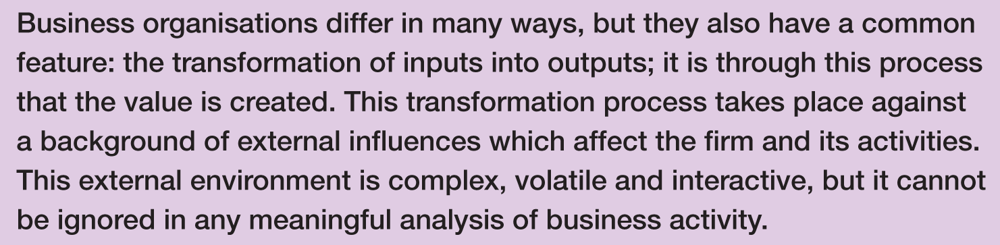 Business organisations differ in many ways, but they also have a common
feature: the transformation of inputs into outputs; it is through this process
that the value is created. This transformation process takes place against
a background of external influences which affect the firm and its activities.
This external environment is complex, volatile and interactive, but it cannot
be ignored in any meaningful analysis of business activity.